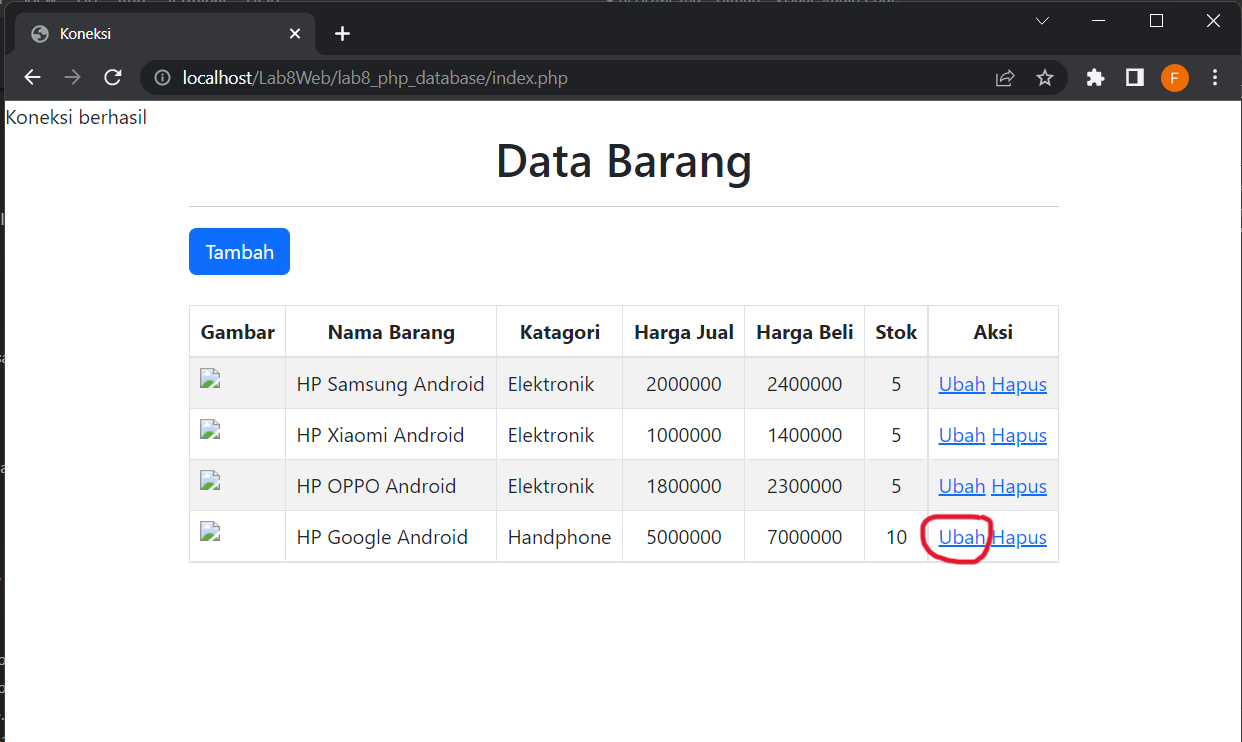 Koneksi
localhost/Lab8Web/lab8_php_database/index.php
F
Koneksi berhasil
Data Barang
Tambah
Gambar Nama Barang Katagori Harga Jual Harga Beli Stok Aksi
HP Samsung Android Elektronik 2000000 2400000 5 Ubah Hapus
HP Xiaomi Android Elektronik 1000000 1400000 5 Ubah Hapus
HP OPPO Android Elektronik 1800000 2300000 5 Ubah Hapus
HP Google Android Handphone 5000000 7000000 10 Ubah Hapus